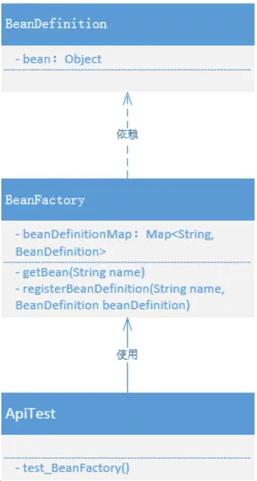 BeanDefinition
- bean：Object
依赖
BeanFactory
- beanDefinitionMap：Map<String,
BeanDefinition>
- getBean(String name)
- registerBeanDefinition(String name,
BeanDefinition beanDefinition)
使用
ApiTest
- test_BeanFactory()